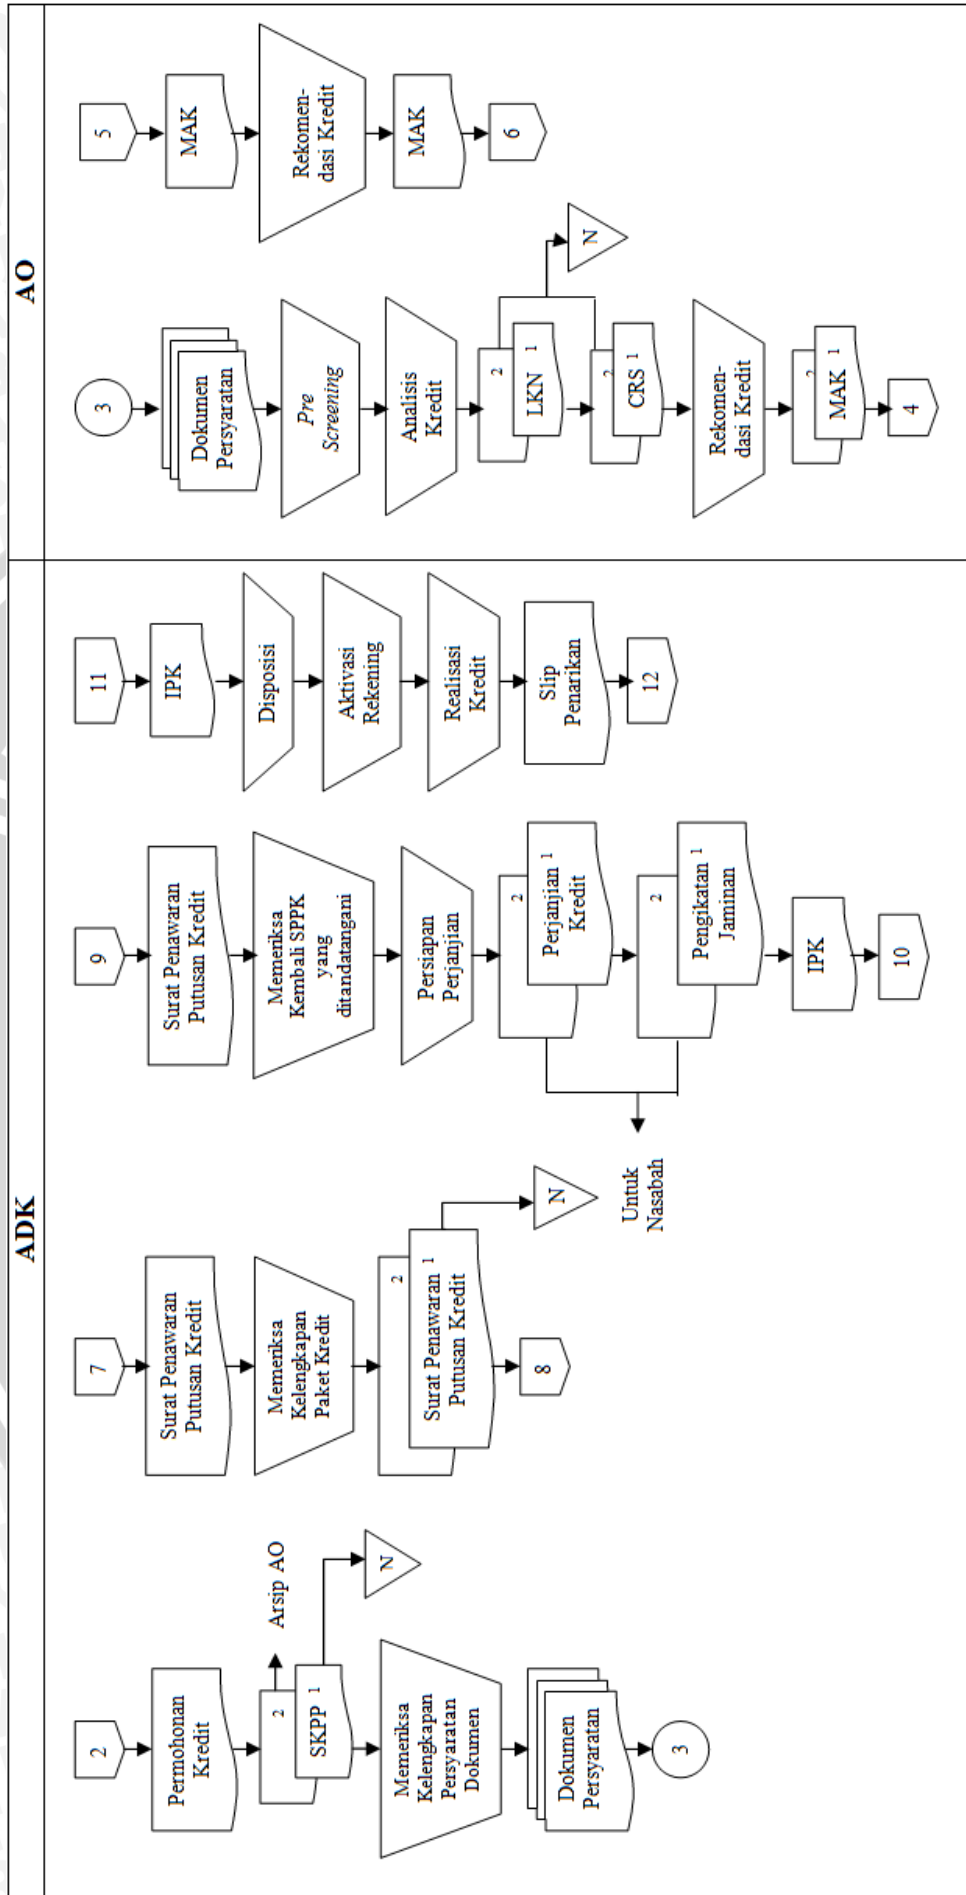 ADK
AO
2
Permohonan
Kredit
2
SKPP 1
Arsip AO
N
Memeriksa
Kelengkapan
Persyaratan
Dokumen
Dokumen
Persyaratan
3
7
Surat Penawaran
Putusan Kredit
Memeriksa
Kelengkapan
Paket Kredit
2
Surat Penawaran 1
Putusan Kredit
N
8
9
Surat Penawaran
Putusan Kredit
Memeriksa
Kembali SPPK
yang
ditandatangani
Persiapan
Perjanjian
2
Perjanjian 1
Kredit
2
Pengikatan 1
Jaminan
Untuk
Nasabah
IPK
10
11
IPK
Disposisi
Aktivasi
Rekening
Realisasi
Kredit
Slip
Penarikan
12
3
Dokumen
Persyaratan
Pre
Screening
Analisis
Kredit
2
LKN 1
2
CRS 1
N
Rekomen-
dasi Kredit
2
MAK 1
4
5
MAK
Rekomen-
dasi Kredit
MAK
6